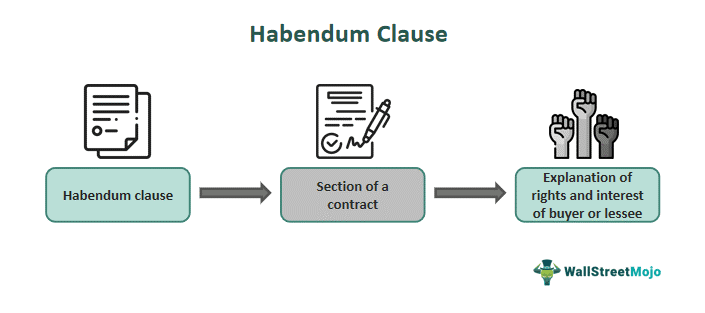 Habendum Clause
Habendum clause
Section of a
contract
Explanation of
rights and interest
of buyer or lessee
WallStreetMojo